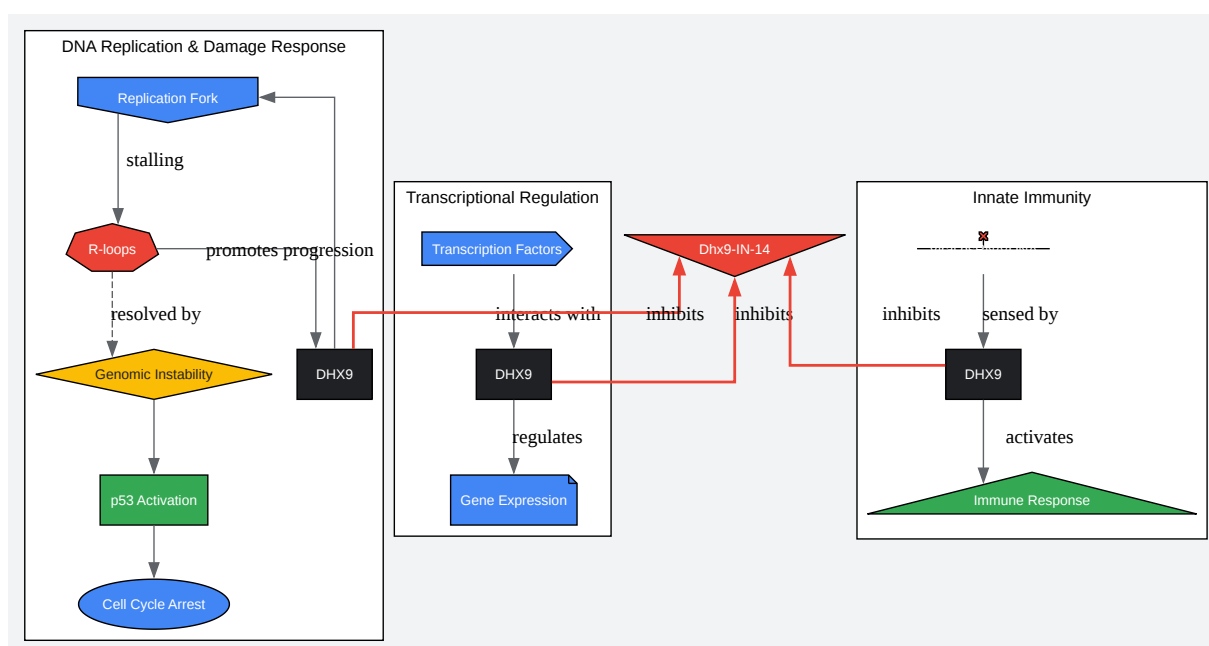 DNA Replication & Damage Response
Replication Fork
stalling
R-loops
promotes progression
resolved by
Genomic Instability
DHX9
p53 Activation
Cell Cycle Arrest
Transcriptional Regulation
Transcription Factors
interacts with
DHX9
regulates
Gene Expression
Dhx9-IN-14
inhibits
inhibits
inhibits
Innate Immunity
sensed by
DHX9
activates
Immune Response